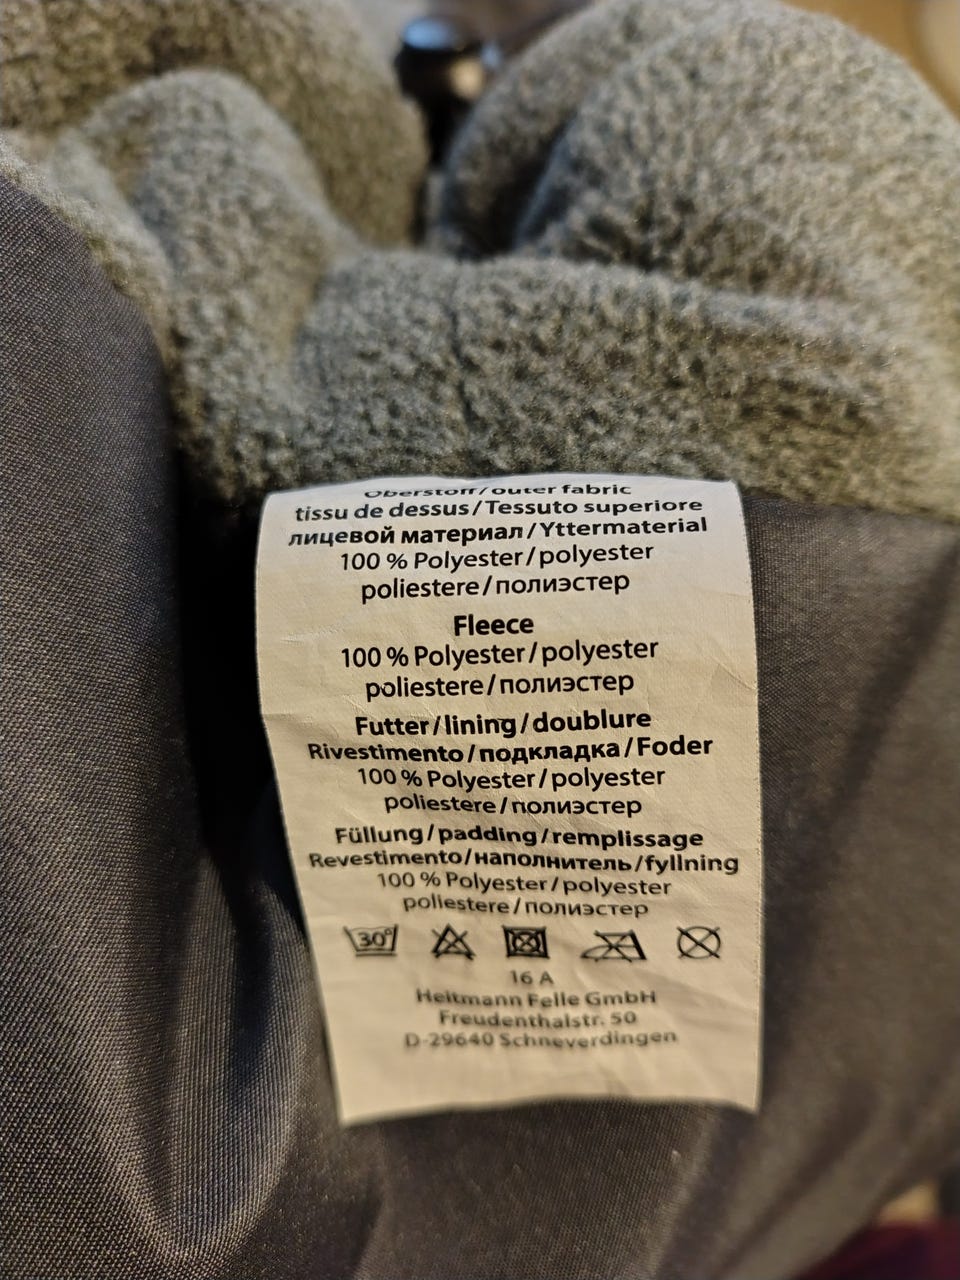 Oberstoff/outer fabric
tissu de dessus/Tessuto superiore
лицевой материал/Yttermaterial
100 % Polyester/polyester
poliestere/полиэстер
Fleece
100 % Polyester/polyester
poliestere/полиэстер
Futter/lining/doublure
Rivestimento/подкладка/Foder
100 % Polyester/polyester
poliestere/полиэстер
Füllung/padding/remplissage
Revestimento/наполнитель/fyllning
100 % Polyester/polyester
poliestere/полиэстер
30°
16 A
Heitmann Felle GmbH
Freudenthalstr. 50
D-29640 Schneverdingen